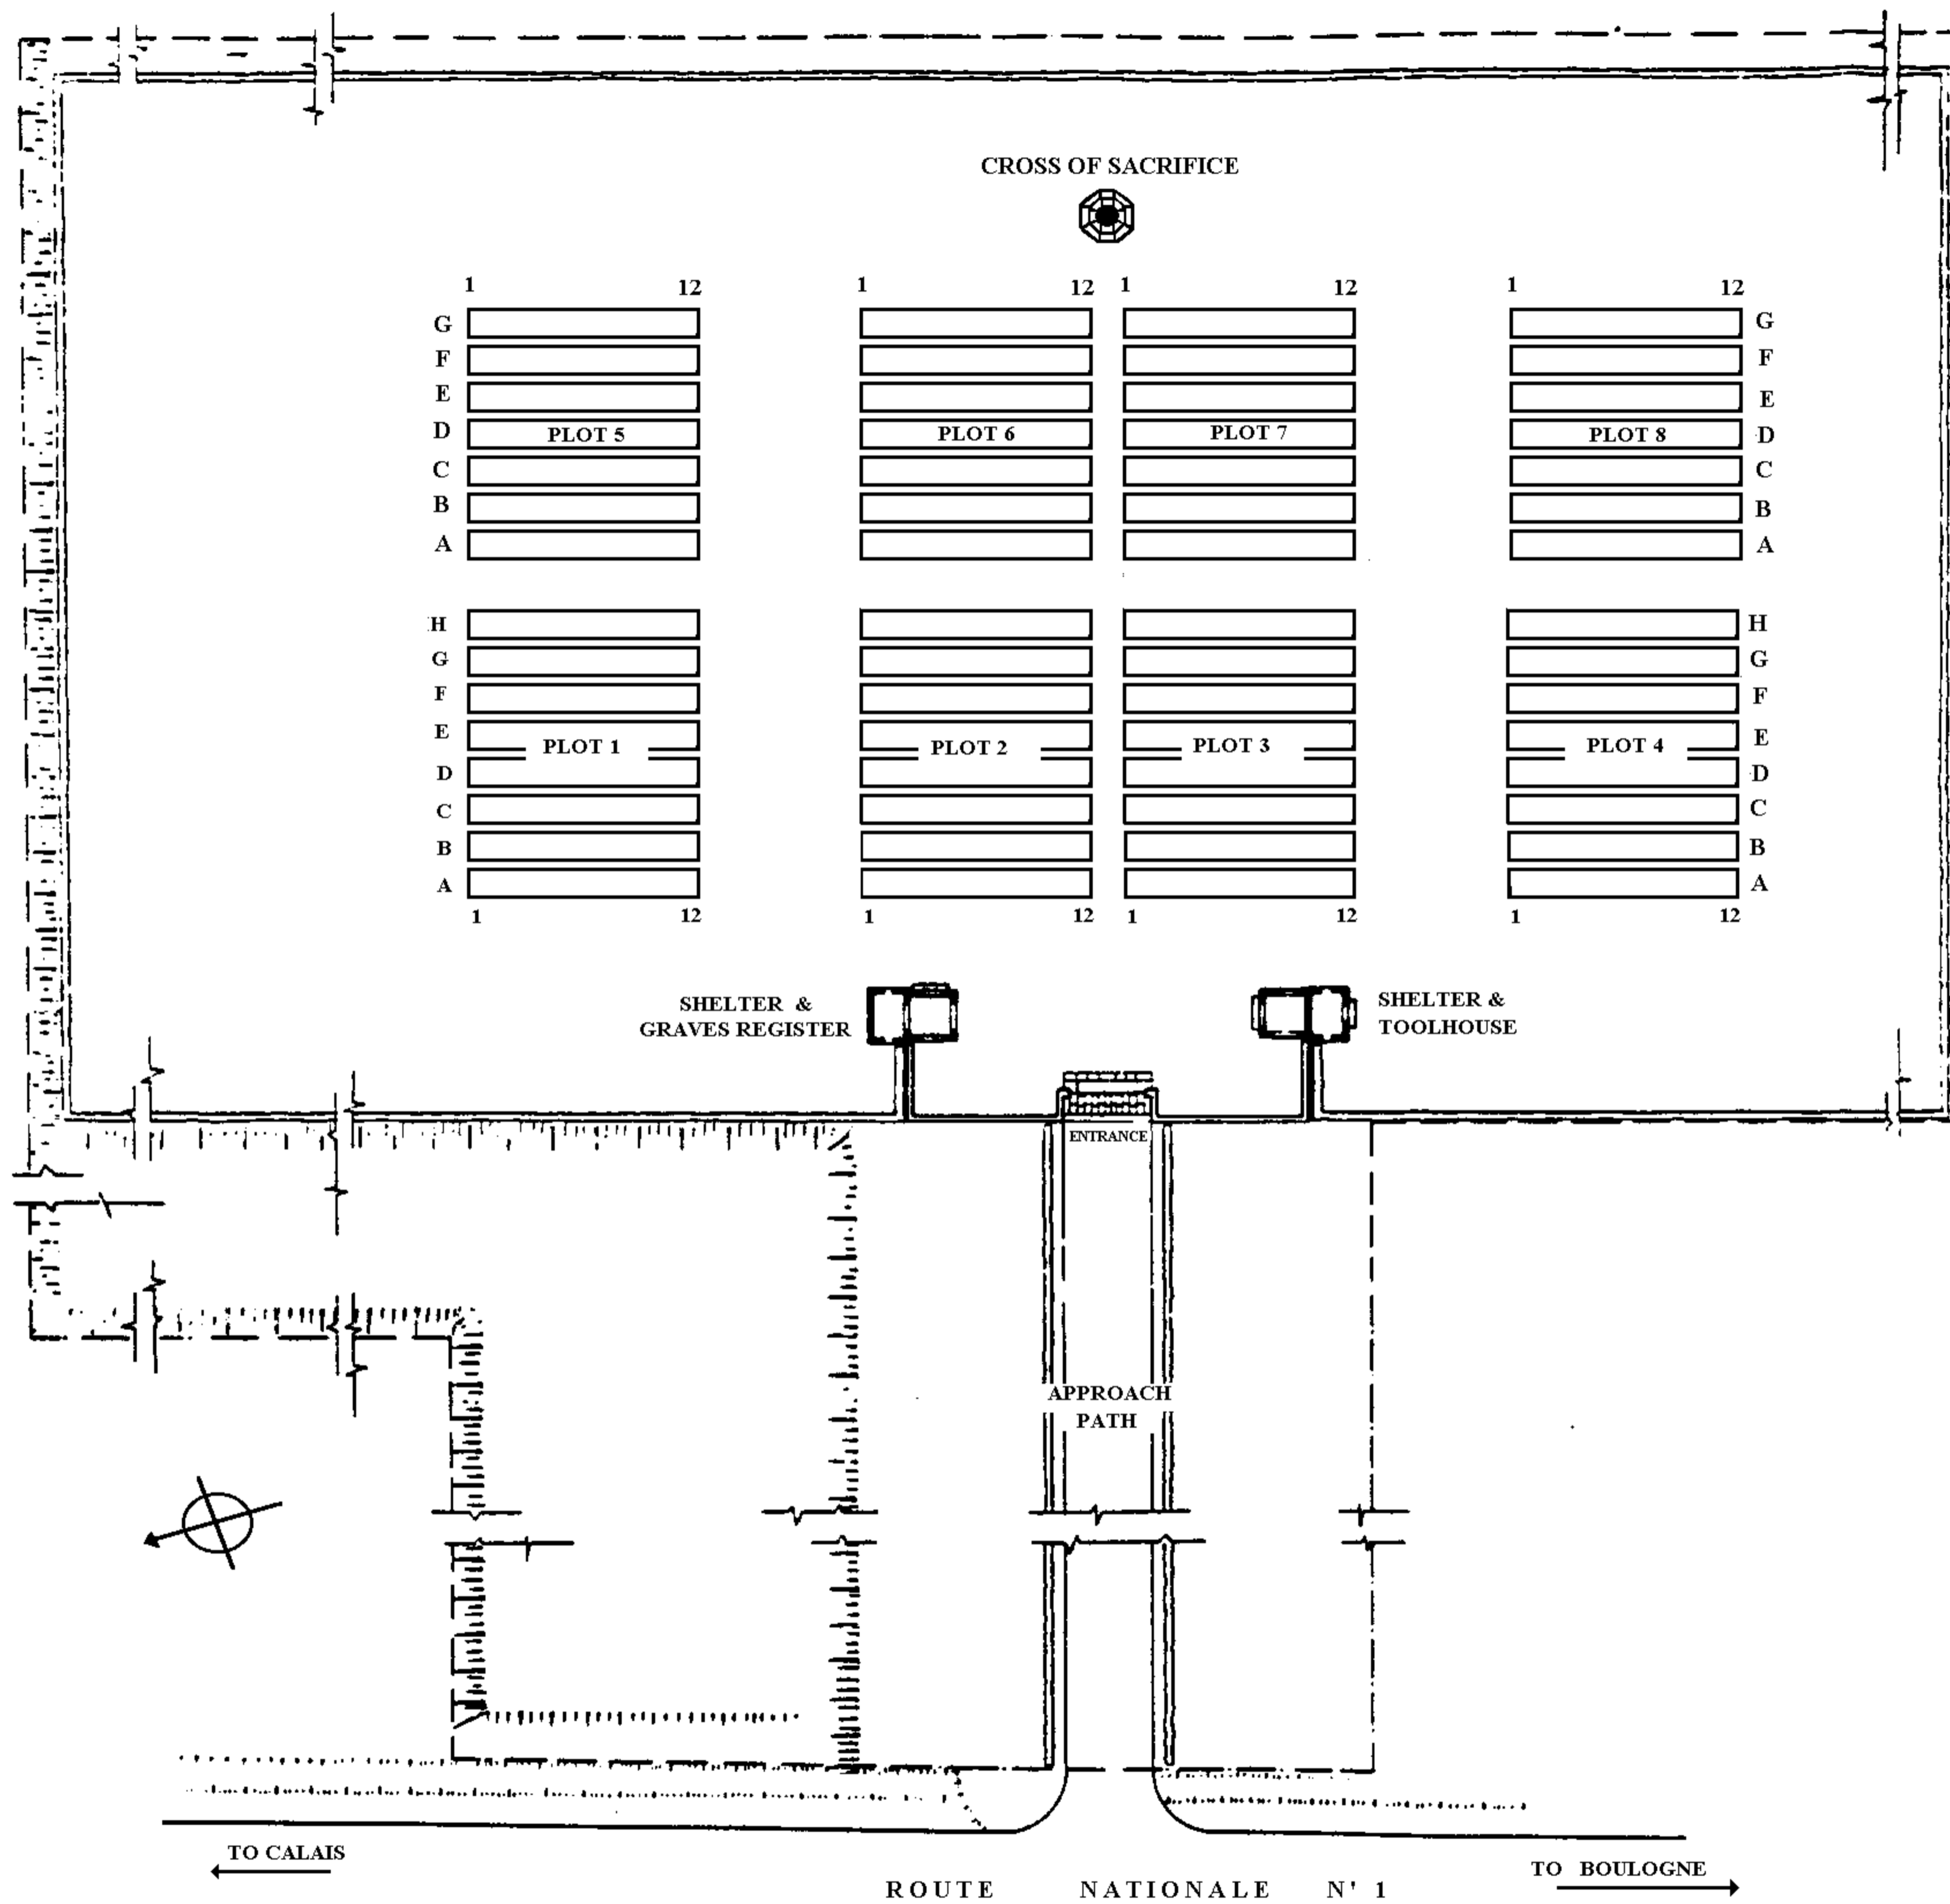 CROSS OF SACRIFICE
1 12 1 12 1 12 1 12
G G
F F
E E
D PLOT 5 PLOT 6 PLOT 7 PLOT 8 D
C C
B B
A A
H H
G G
F F
E E
PLOT 1 PLOT 2 PLOT 3 PLOT 4
D D
C C
B B
A A
1 12 1 12 1 12 1 12
SHELTER &
GRAVES REGISTER
SHELTER &
TOOLHOUSE
ENTRANCE
APPROACH
PATH
TO CALAIS
TO BOULOGNE
ROUTE NATIONALE N' 1